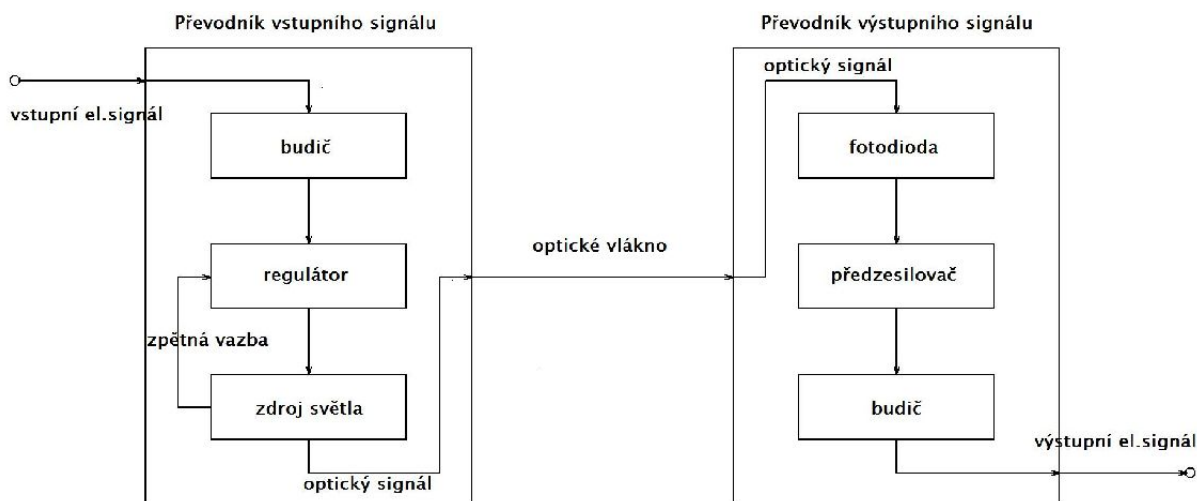 Převodník vstupního signálu
vstupní el.signál
budič
regulátor
zpětná vazba
zdroj světla
optický signál
optické vlákno
Převodník výstupního signálu
optický signál
fotodioda
předzesilovač
budič
výstupní el.signál